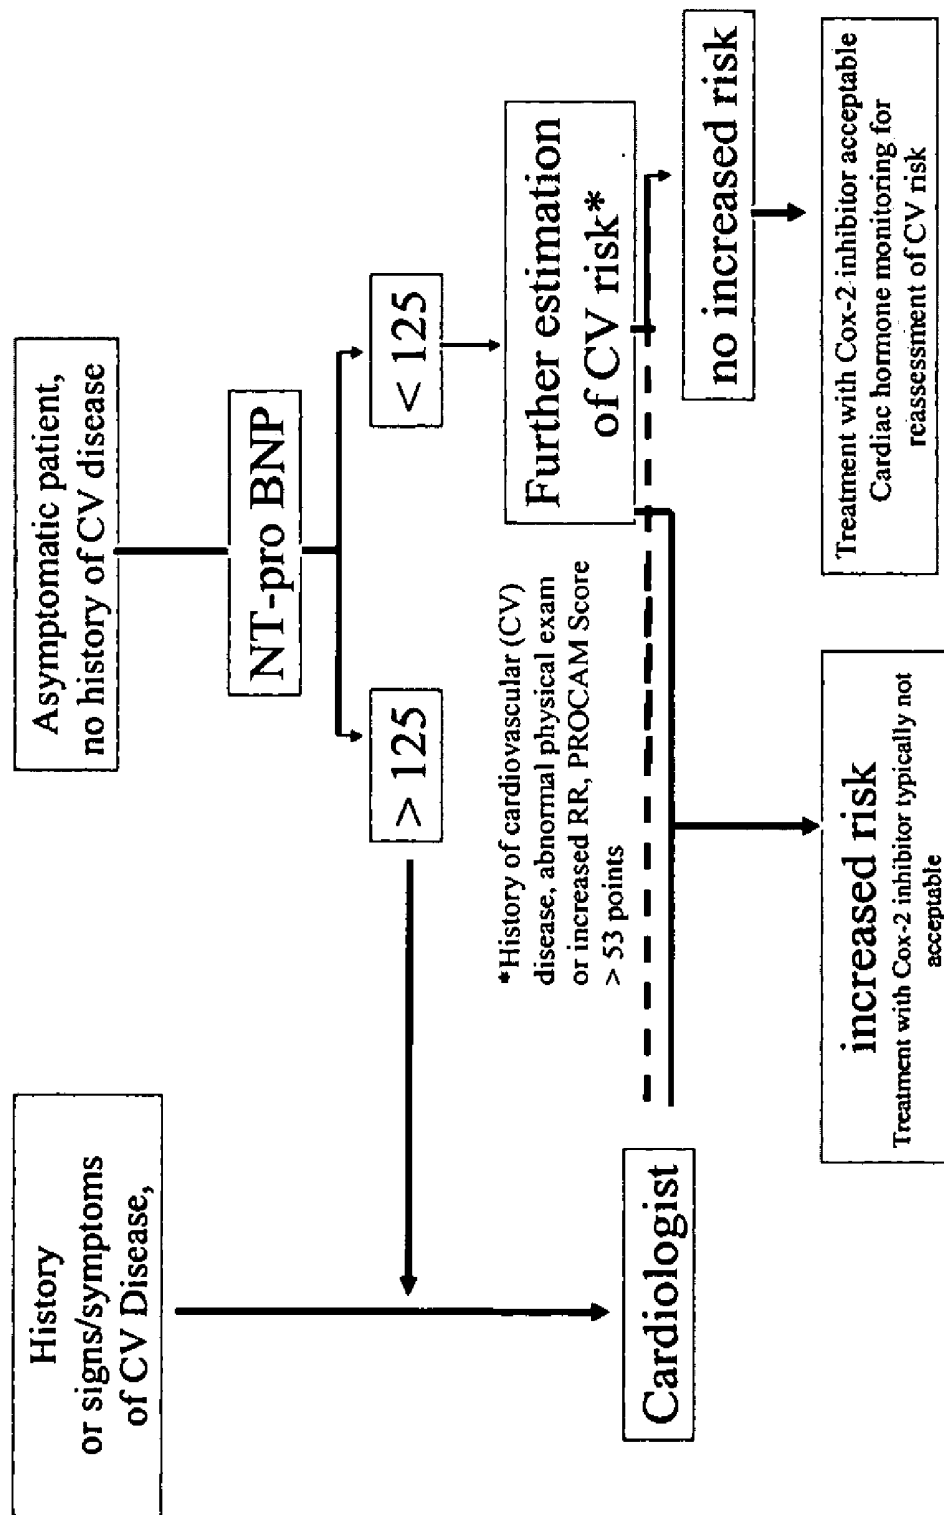 History
or signs/symptoms
of CV Disease,
Asymptomatic patient,
no history of CV disease
NT-pro BNP
> 125
< 125
*History of cardiovascular (CV)
disease, abnormal physical exam
or increased RR, PROCAM Score
> 53 points
Further estimation
of CV risk*
Cardiologist
no increased risk
increased risk
Treatment with Cox-2 inhibitor typically not
acceptable
Treatment with Cox-2 inhibitor acceptable
Cardiac hormone monitoring for
reassessment of CV risk